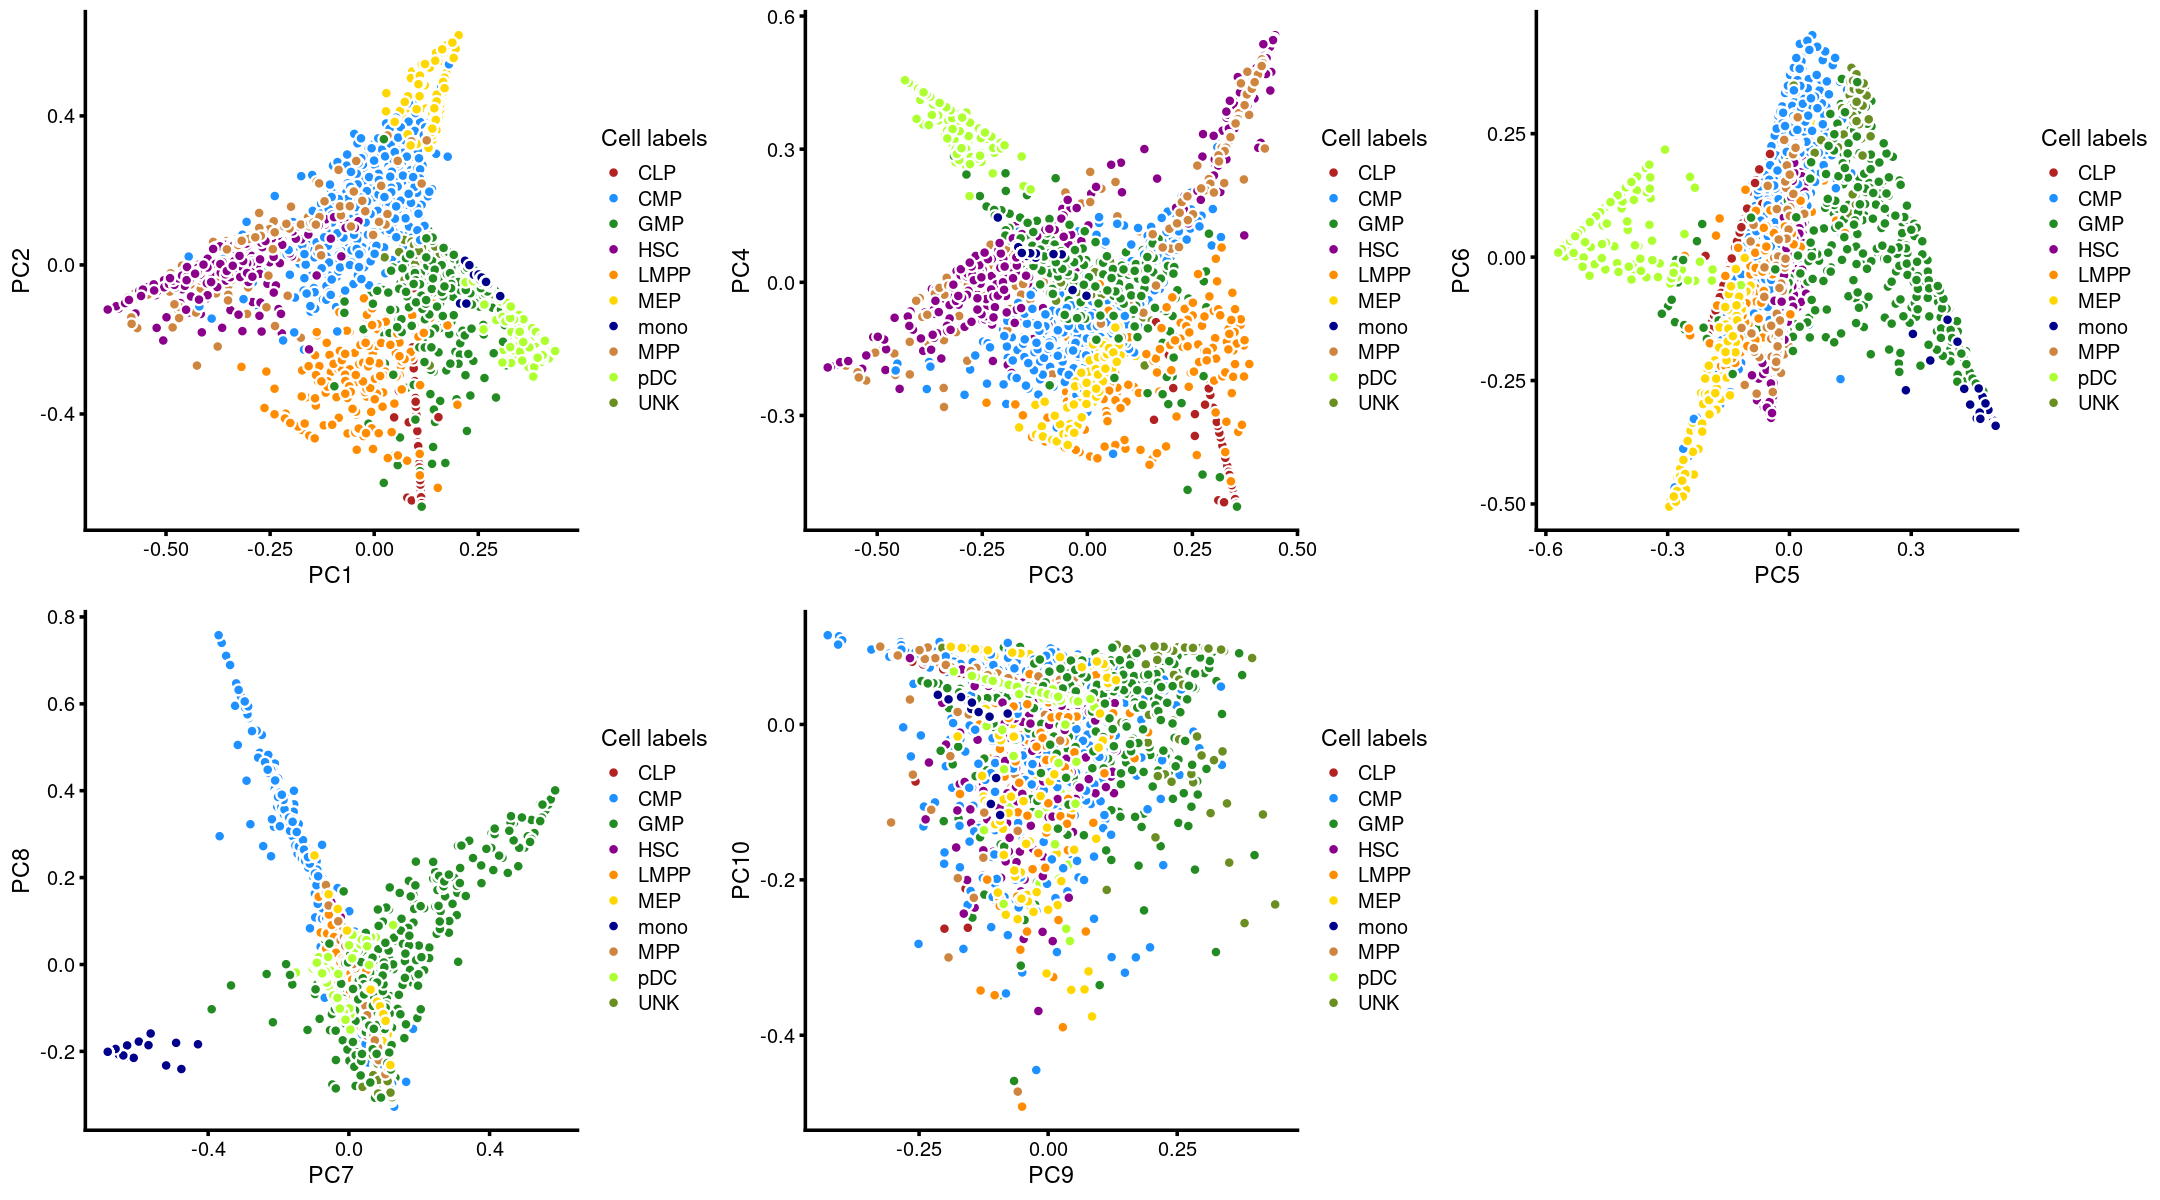 PC2
0.4
0.0
-0.4
-0.50
-0.25
0.00
0.25
PC1
Cell labels
CLP
CMP
GMP
HSC
LMPP
MEP
mono
MPP
pDC
UNK
PC4
0.6
0.3
0.0
-0.3
-0.50
-0.25
0.00
0.25
0.50
PC3
Cell labels
CLP
CMP
GMP
HSC
LMPP
MEP
mono
MPP
pDC
UNK
PC6
0.25
0.00
-0.25
-0.50
-0.6
-0.3
0.0
0.3
PC5
Cell labels
CLP
CMP
GMP
HSC
LMPP
MEP
mono
MPP
pDC
UNK
PC8
0.8
0.6
0.4
0.2
0.0
-0.2
-0.4
0.0
0.4
PC7
Cell labels
CLP
CMP
GMP
HSC
LMPP
MEP
mono
MPP
pDC
UNK
PC10
0.0
-0.2
-0.4
-0.25
0.00
0.25
PC9
Cell labels
CLP
CMP
GMP
HSC
LMPP
MEP
mono
MPP
pDC
UNK